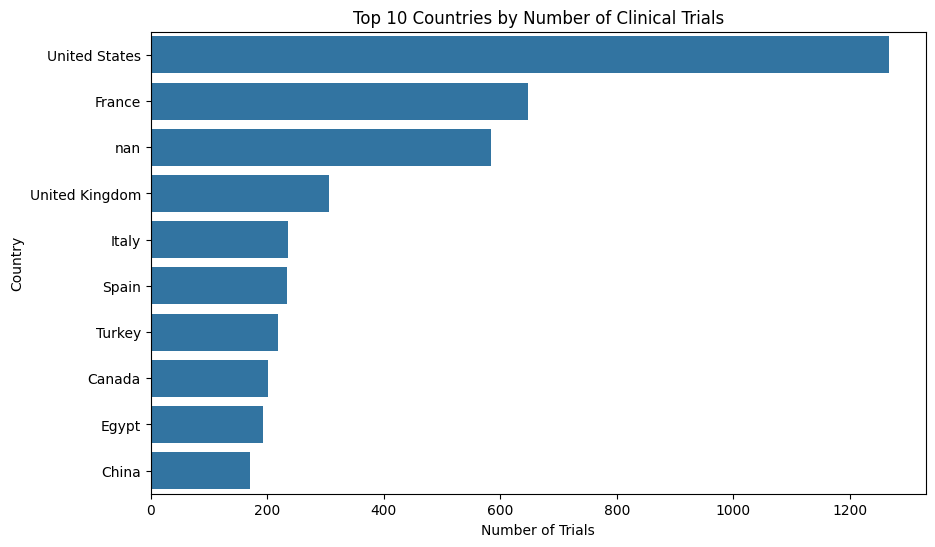 Top 10 Countries by Number of Clinical Trials
United States
France
nan
United Kingdom
Italy
Spain
Turkey
Canada
Egypt
China
Country
0 200 400 600 800 1000 1200
Number of Trials